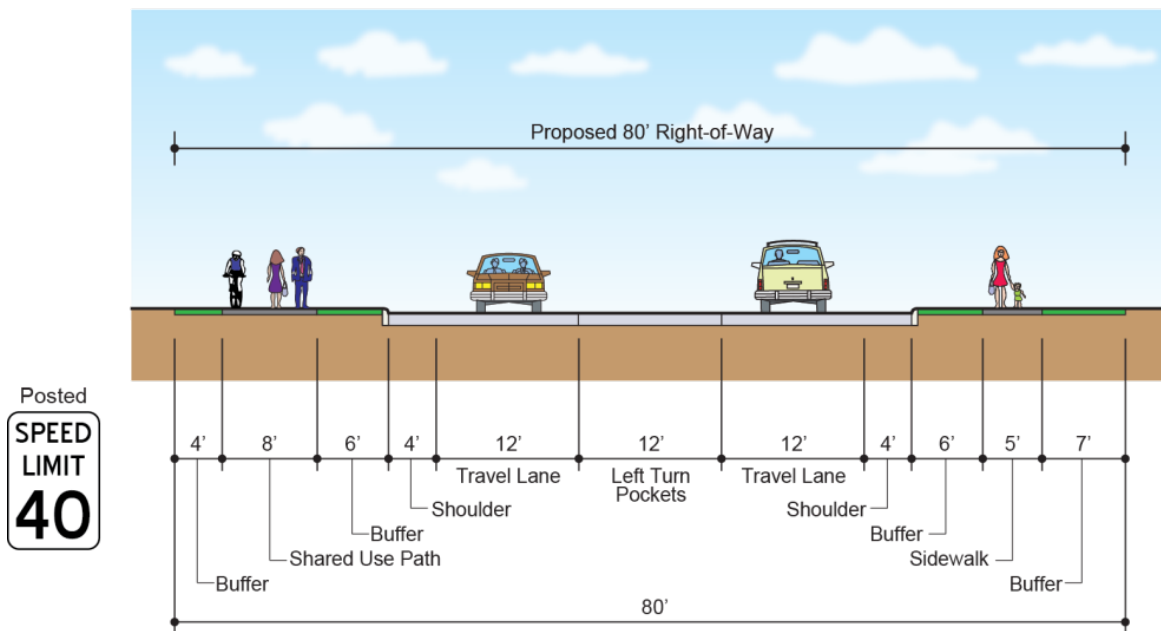 Proposed 80’ Right-of-Way
Posted
SPEED
LIMIT
40
4’ 8’ 6’ 4’ 12’ 12’ 12’ 4’ 6’ 5’ 7’
Travel Lane Left Turn Travel Lane
Pockets
Shoulder Shoulder
Buffer Buffer
Shared Use Path Sidewalk
Buffer Buffer
80’